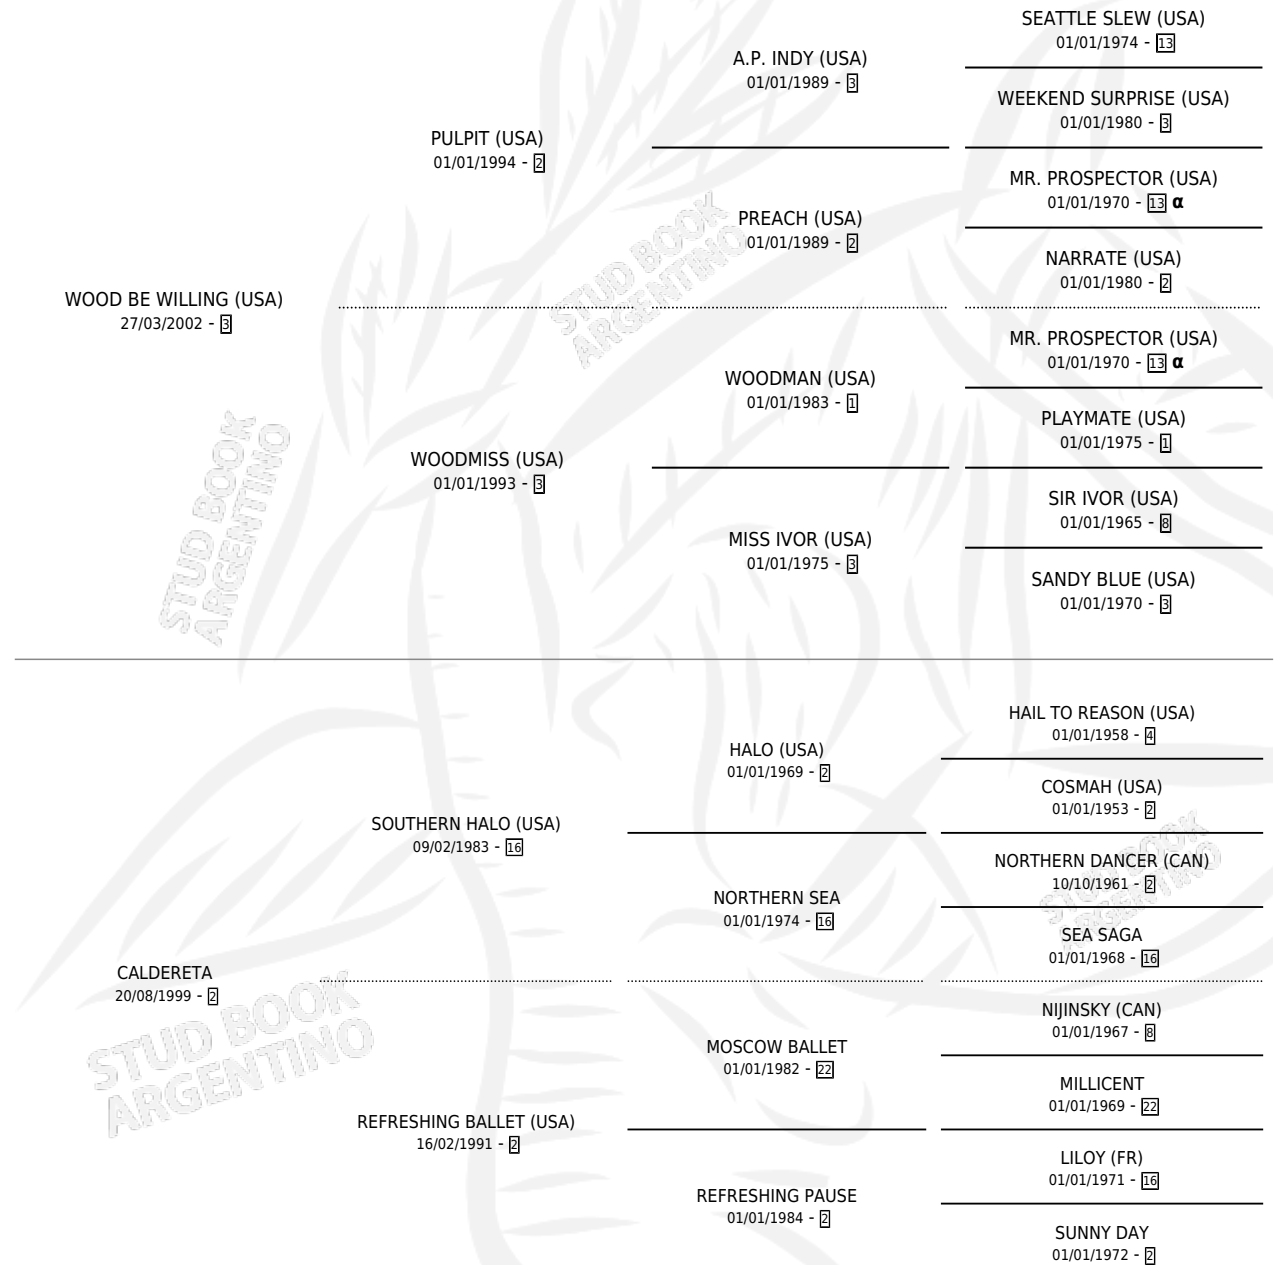 SEATTLE SLEW (USA)
01/01/1974 - 13
A.P. INDY (USA)
01/01/1989 - 3
WEEKEND SURPRISE (USA)
01/01/1980 - 3
PULPIT (USA)
01/01/1994 - 2
MR. PROSPECTOR (USA)
01/01/1970 - 13 α
PREACH (USA)
01/01/1989 - 2
NARRATE (USA)
01/01/1980 - 2
WOOD BE WILLING (USA)
27/03/2002 - 3
MR. PROSPECTOR (USA)
01/01/1970 - 13 α
WOODMAN (USA)
01/01/1983 - 1
PLAYMATE (USA)
01/01/1975 - 1
WOODMISS (USA)
01/01/1993 - 3
SIR IVOR (USA)
01/01/1965 - 8
MISS IVOR (USA)
01/01/1975 - 3
SANDY BLUE (USA)
01/01/1970 - 3
HAIL TO REASON (USA)
01/01/1958 - 4
HALO (USA)
01/01/1969 - 2
COSMAH (USA)
01/01/1953 - 2
SOUTHERN HALO (USA)
09/02/1983 - 16
NORTHERN DANCER (CAN)
10/10/1961 - 2
NORTHERN SEA
01/01/1974 - 16
SEA SAGA
01/01/1968 - 16
CALDERETA
20/08/1999 - 2
NIJINSKY (CAN)
01/01/1967 - 8
MOSCOW BALLET
01/01/1982 - 22
MILLICENT
01/01/1969 - 22
REFRESHING BALLET (USA)
16/02/1991 - 2
LILOY (FR)
01/01/1971 - 16
REFRESHING PAUSE
01/01/1984 - 2
SUNNY DAY
01/01/1972 - 2
STUD BOOK
ARGENTINO
STUD BOOK
ARGENTINO
STUD BOOK
ARGENTINO
STUD BOOK
ARGENTINO